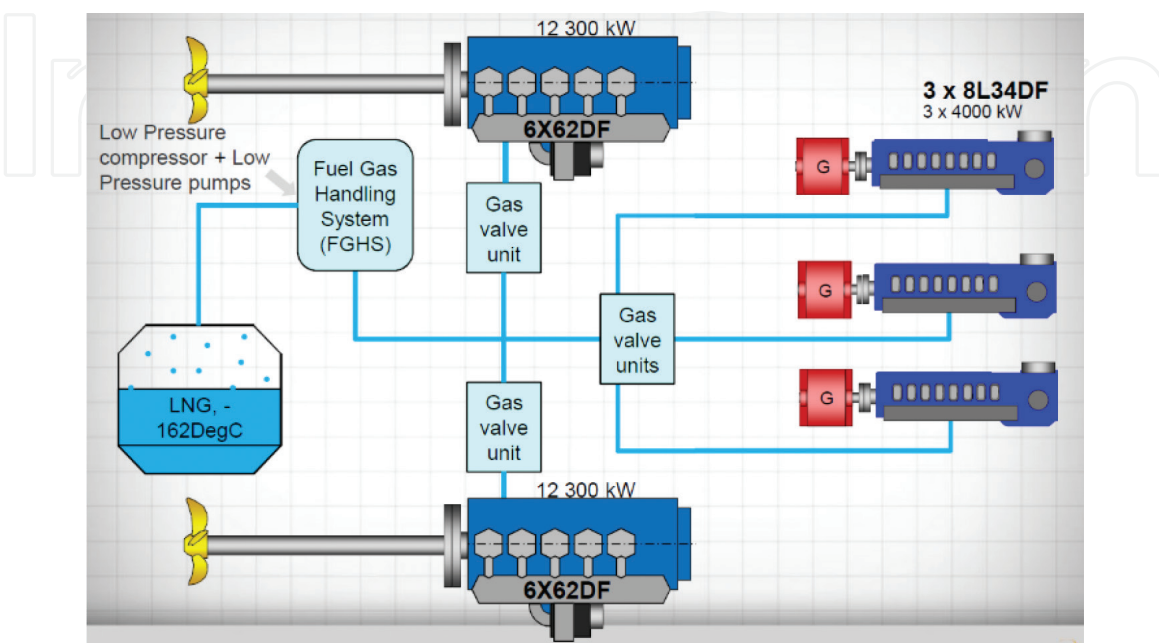 12 300 kW
6X62DF
3 x 8L34DF
3 x 4000 kW
Low Pressure
compressor + Low
Pressure pumps
Fuel Gas
Handling
System
(FGHS)
Gas
valve
unit
G
G
Gas
valve
units
G
LNG, -
162DegC
Gas
valve
unit
12 300 kW
6X62DF